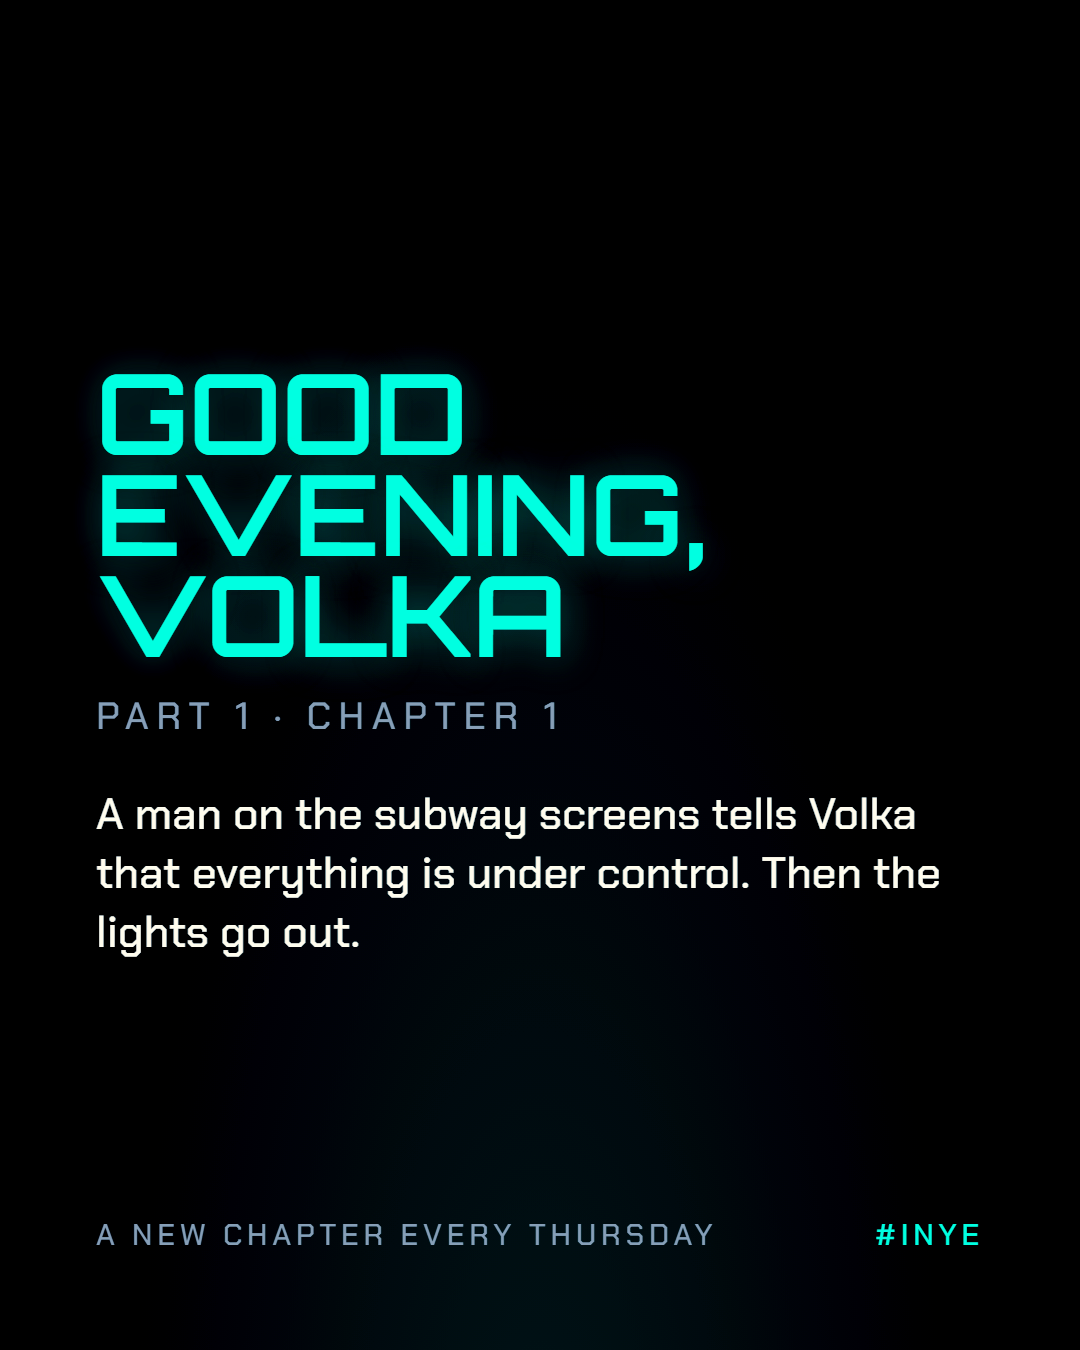 GOOD
EVENING,
VOLKA
PART 1 · CHAPTER 1
A man on the subway screens tells Volka
that everything is under control. Then the
lights go out.
A NEW CHAPTER EVERY THURSDAY
#INYE